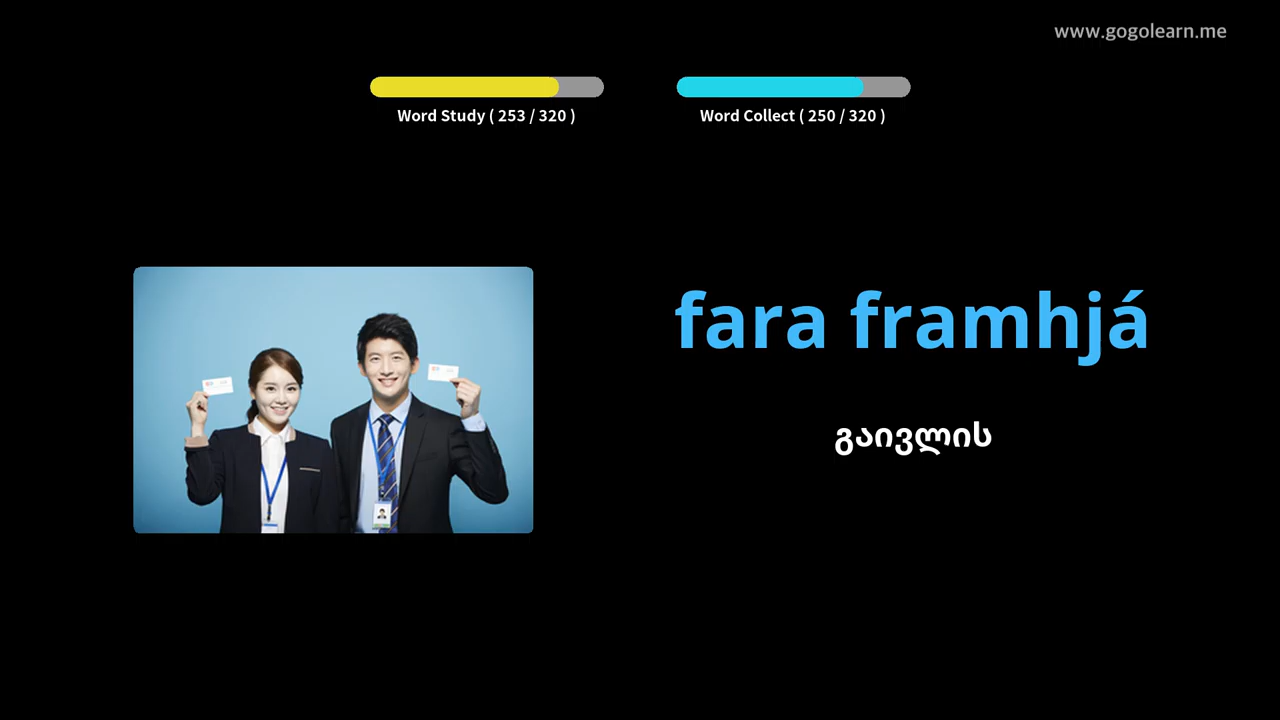 www.gogolearn.me
Word Study ( 253 / 320 )
Word Collect ( 250 / 320 )
fara framhjá
გაივლის